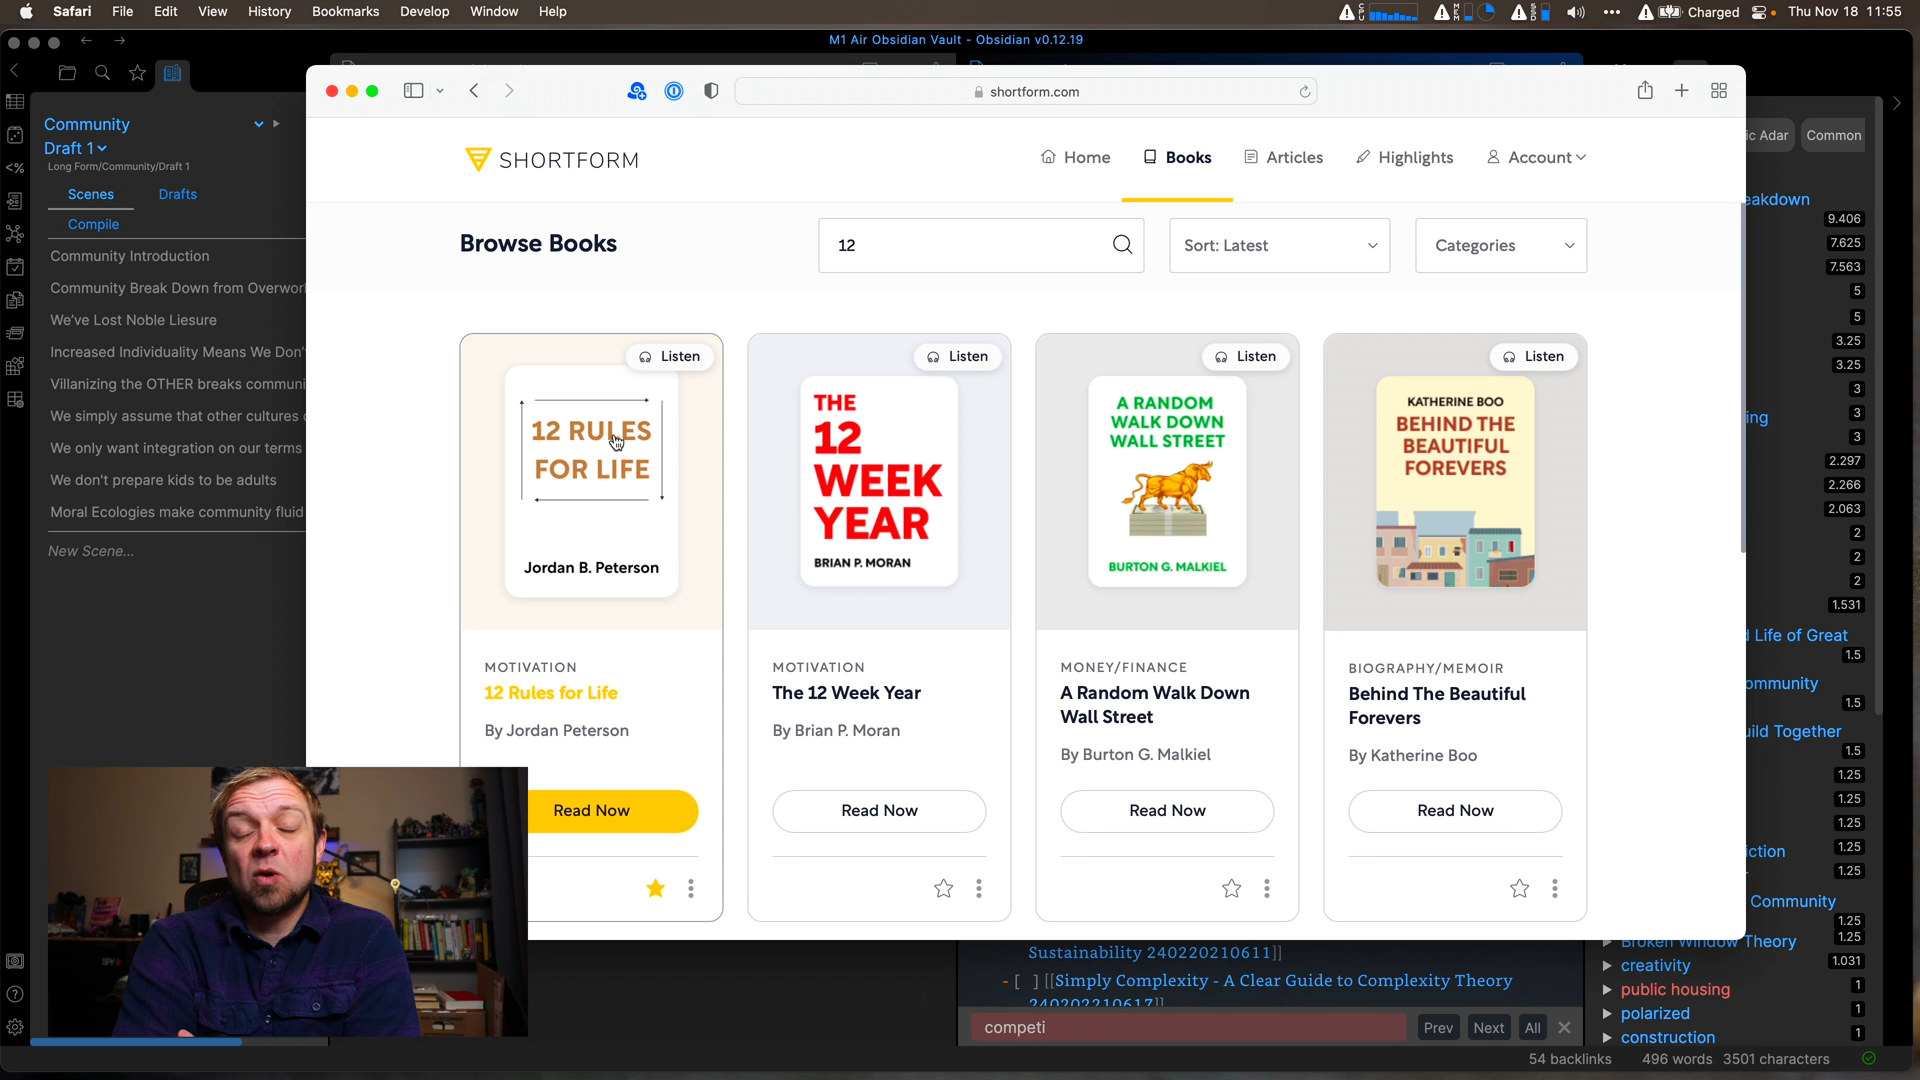 Safari File Edit View History Bookmarks Develop Window Help
Charged Thu Nov 18 11:55
M1 Air Obsidian Vault - Obsidian v0.12.19
Community
Draft 1
Long Form/Community/Draft 1
Scenes Drafts
Compile
Community Introduction
Community Break Down from Overwor
We've Lost Noble Liesure
Increased Individuality Means We Don'
Villanizing the OTHER breaks communi
We simply assume that other cultures
We only want integration on our terms
We don't prepare kids to be adults
Moral Ecologies make community fluid
New Scene...
shortform.com
SHORTFORM
Home Books Articles Highlights Account
Browse Books
12
Sort: Latest
Categories
Listen
12 RULES
FOR LIFE
Jordan B. Peterson
MOTIVATION
12 Rules for Life
By Jordan Peterson
Read Now
Listen
THE
12
WEEK
YEAR
BRIAN P. MORAN
MOTIVATION
The 12 Week Year
By Brian P. Moran
Read Now
Listen
A RANDOM
WALK DOWN
WALL STREET
BURTON G. MALKIEL
MONEY/FINANCE
A Random Walk Down
Wall Street
By Burton G. Malkiel
Read Now
Listen
KATHERINE BOO
BEHIND THE
BEAUTIFUL
FOREVERS
BIOGRAPHY/MEMOIR
Behind The Beautiful
Forevers
By Katherine Boo
Read Now
ic Adar Common
eakdown
9.406
7.625
7.563
5
5
3.25
3.25
3
ing 3
3
2.297
2.266
2.063
2
2
2
1.531
d Life of Great
1.5
ommunity
1.5
uild Together
1.5
1.25
1.25
1.25
iction 1.25
1.25
Community
1.25
Broken Window Theory 1.25
creativity 1.031
public housing 1
polarized 1
construction 1
Sustainability 240220210611]]
- [ ] [[Simply Complexity - A Clear Guide to Complexity Theory
240202210617]]
competi Prev Next All
54 backlinks 496 words 3501 characters